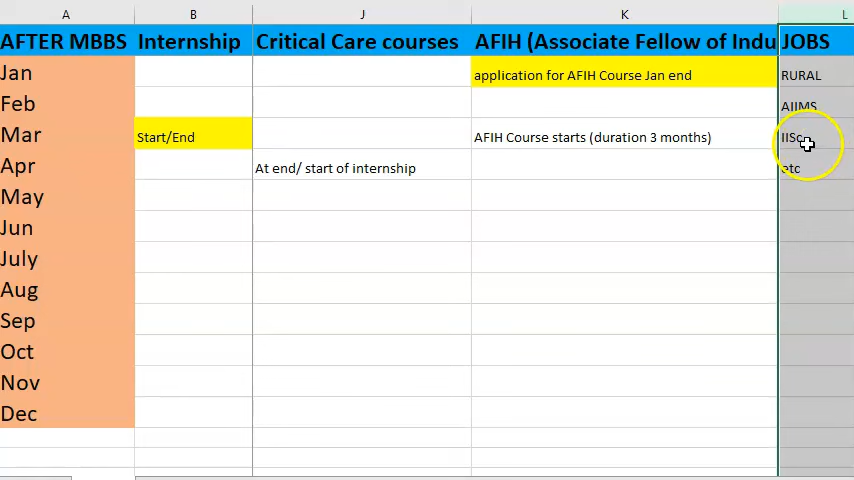 A B J K L
AFTER MBBS Internship Critical Care courses AFIH (Associate Fellow of Indu JOBS
Jan application for AFIH Course Jan end RURAL
Feb AIIMS
Mar Start/End AFIH Course starts (duration 3 months) IISc
Apr At end/ start of internship etc
May
Jun
July
Aug
Sep
Oct
Nov
Dec